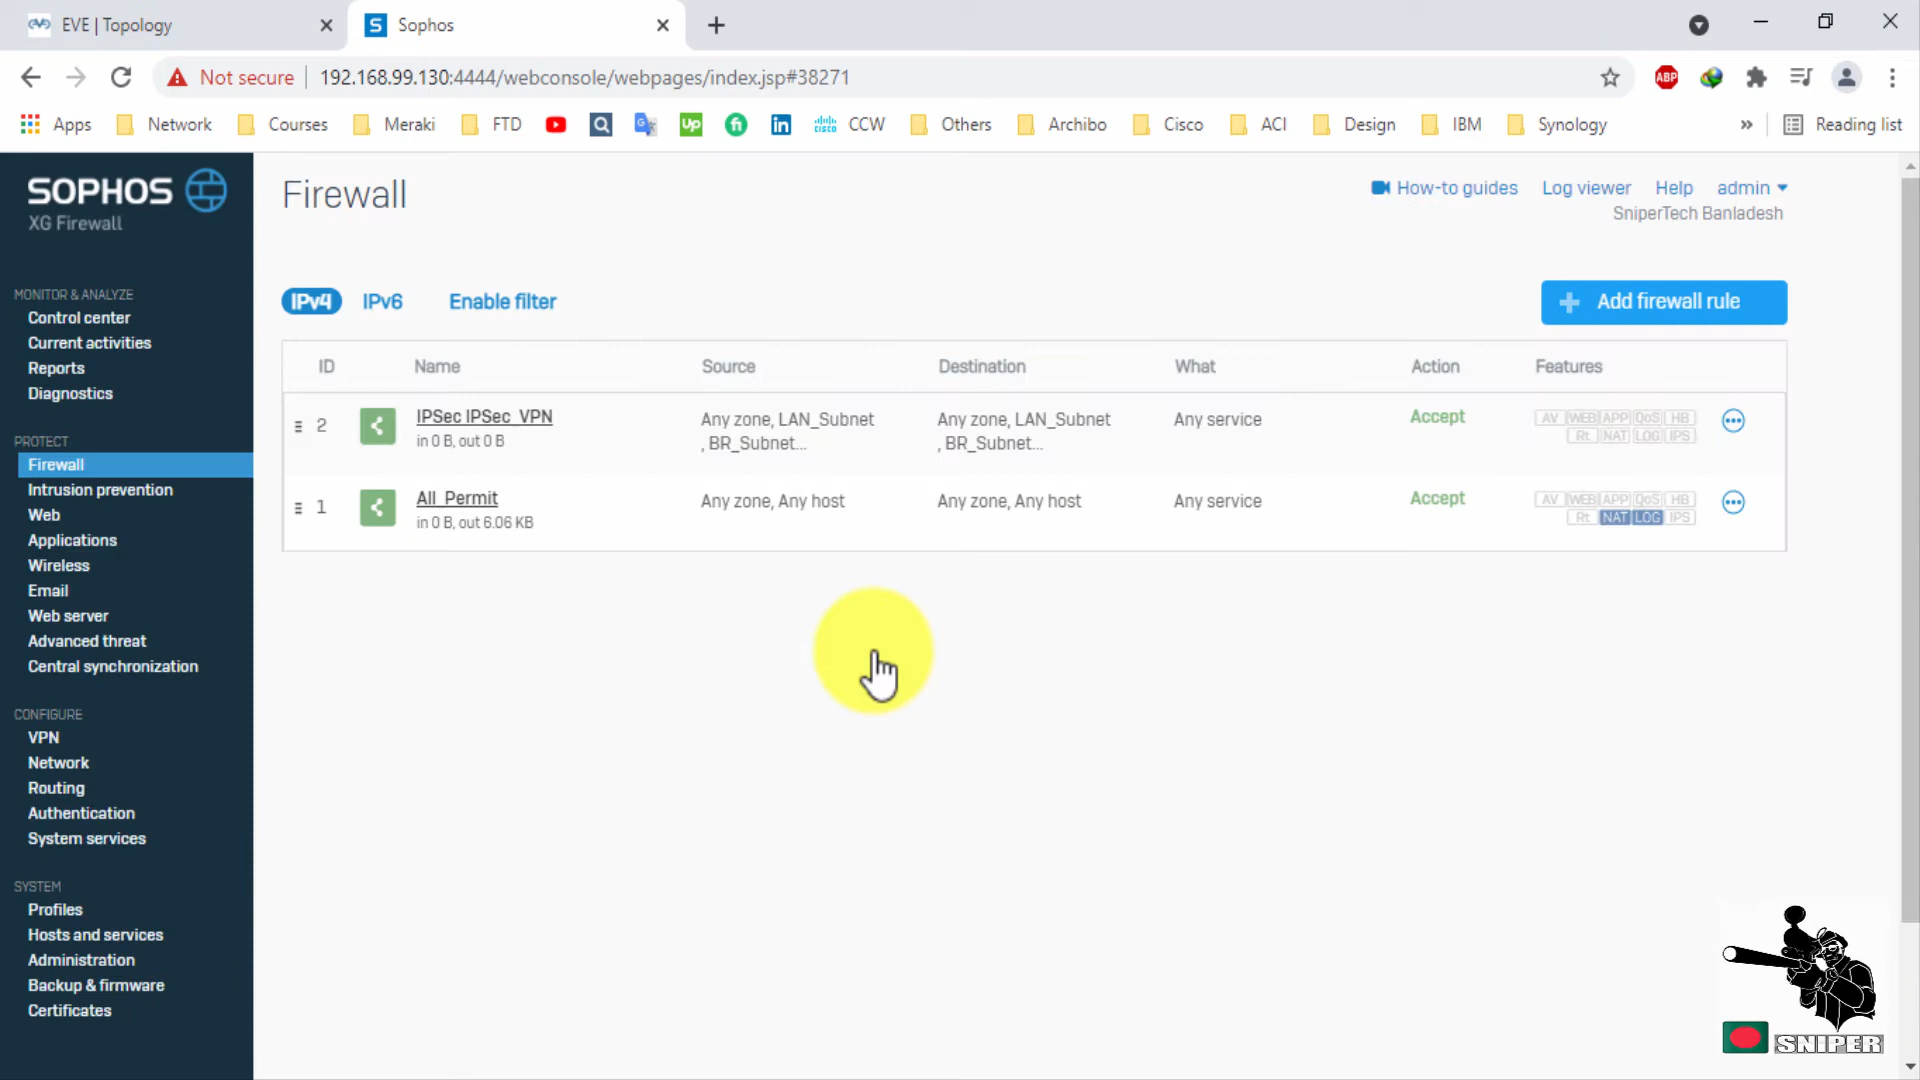 EVE | Topology
Sophos
Not secure
192.168.99.130:4444/webconsole/webpages/index.jsp#38271
ABP
Apps
Network
Courses
Meraki
FTD
Up
fi
in
cisco
CCW
Others
Archibo
Cisco
ACI
Design
IBM
Synology
»
Reading list
SOPHOS
XG Firewall
MONITOR & ANALYZE
Control center
Current activities
Reports
Diagnostics
PROTECT
Firewall
Intrusion prevention
Web
Applications
Wireless
Email
Web server
Advanced threat
Central synchronization
CONFIGURE
VPN
Network
Routing
Authentication
System services
SYSTEM
Profiles
Hosts and services
Administration
Backup & firmware
Certificates
Firewall
How-to guides
Log viewer
Help
admin
SniperTech Banladesh
IPv4
IPv6
Enable filter
+ Add firewall rule
ID Name Source Destination What Action Features
2 IPSec IPSec_VPN Any zone, LAN_Subnet Any zone, LAN_Subnet Any service Accept AV WEB APP QoS HB
in 0 B, out 0 B , BR_Subnet... , BR_Subnet... Rt. NAT LOG IPS
1 All_Permit Any zone, Any host Any zone, Any host Any service Accept AV WEB APP QoS HB
in 0 B, out 6.06 KB Rt. NAT LOG IPS
SNIPER